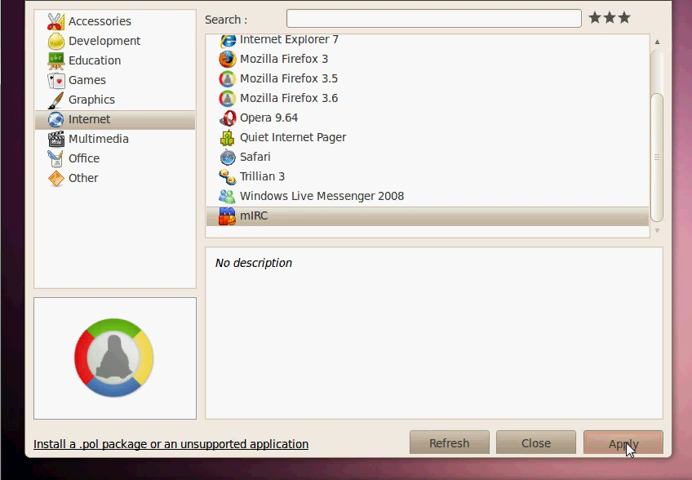 Accessories
Development
Education
Games
Graphics
Internet
Multimedia
Office
Other
Search :
Internet Explorer 7
Mozilla Firefox 3
Mozilla Firefox 3.5
Mozilla Firefox 3.6
Opera 9.64
Quiet Internet Pager
Safari
Trillian 3
Windows Live Messenger 2008
mIRC
No description
Install a .pol package or an unsupported application
Refresh
Close
Apply